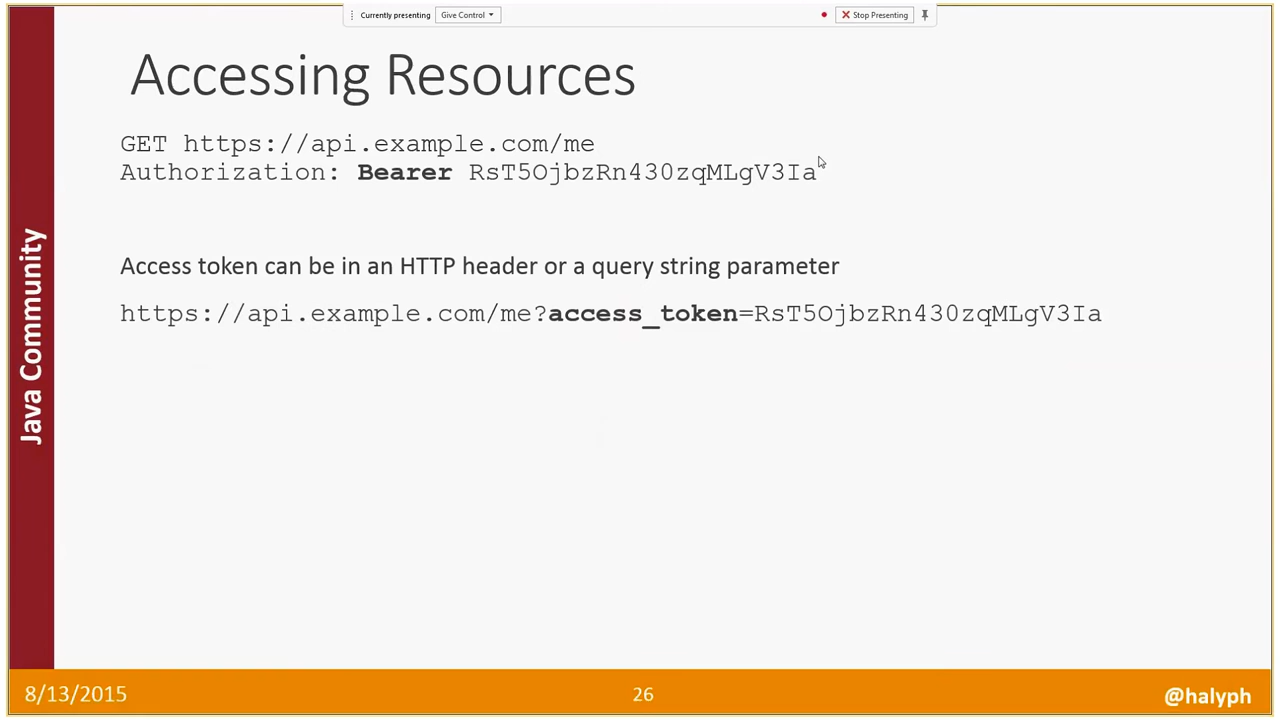 Currently presenting Give Control Stop Presenting
Accessing Resources
GET https://api.example.com/me
Authorization: Bearer RsT5OjbzRn430zqMLgV3Ia
Access token can be in an HTTP header or a query string parameter
https://api.example.com/me?access_token=RsT5OjbzRn430zqMLgV3Ia
Java Community
8/13/2015
26
@halyph